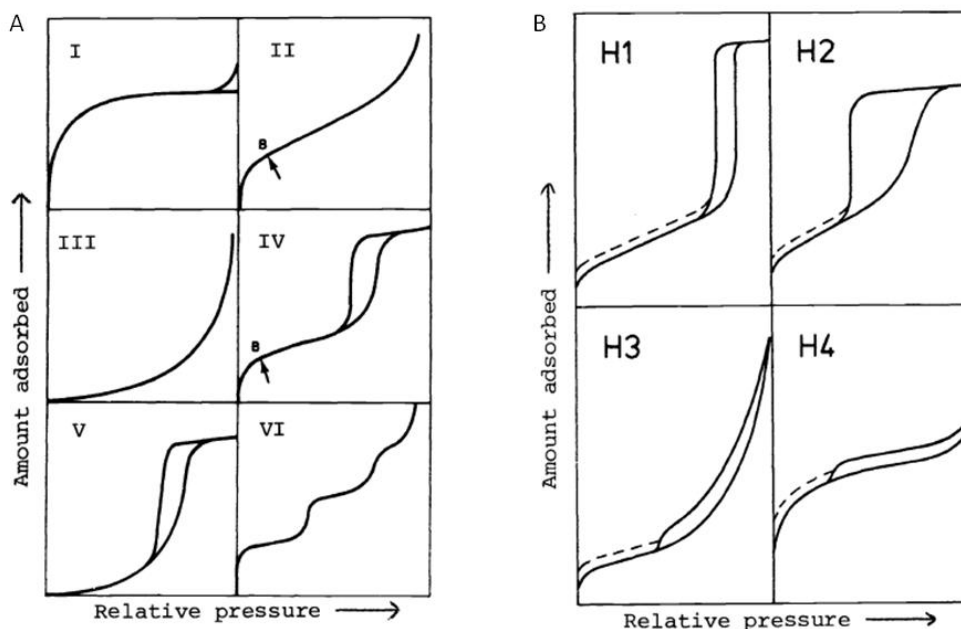 A
I
II
B
III
IV
B
V
VI
Amount adsorbed
Relative pressure
B
H1
H2
H3
H4
Amount adsorbed
Relative pressure